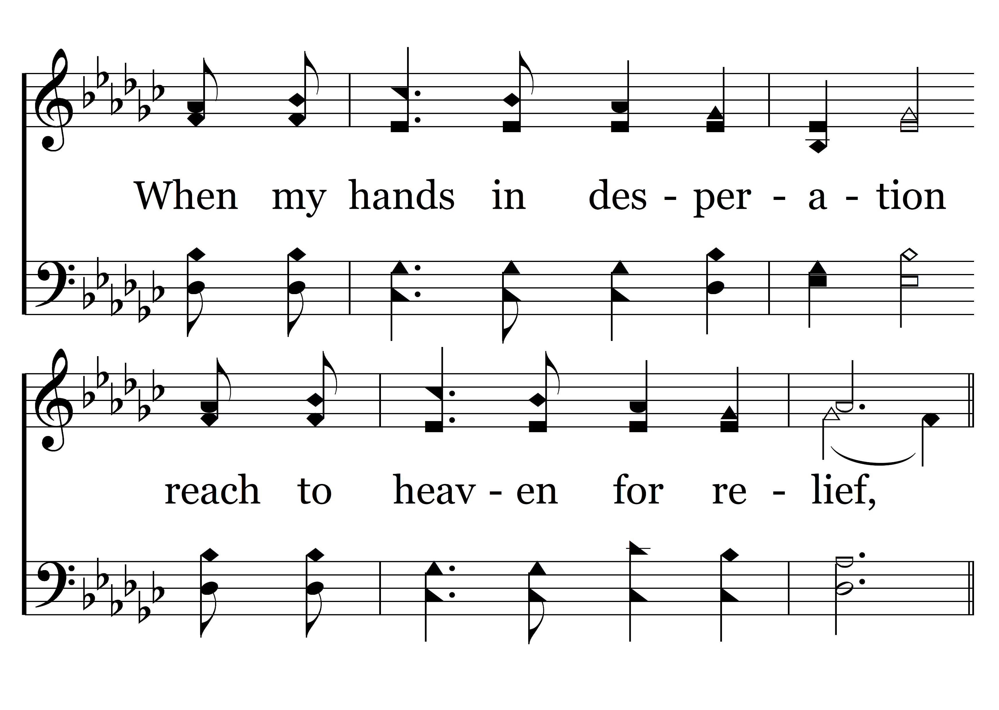 When my hands in des - per - a - tion
reach to heav - en for re - lief,